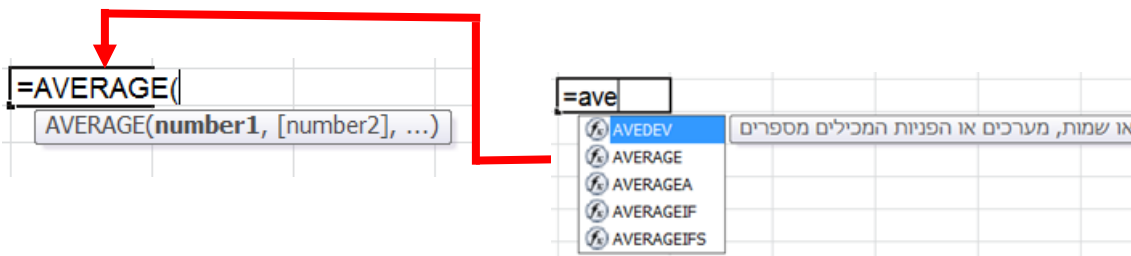 =AVERAGE(
AVERAGE(number1, [number2], ...)
=ave
AVEDEV
או שמות, מערכים או הפניות המכילים מספרים
AVERAGE
AVERAGEA
AVERAGEIF
AVERAGEIFS